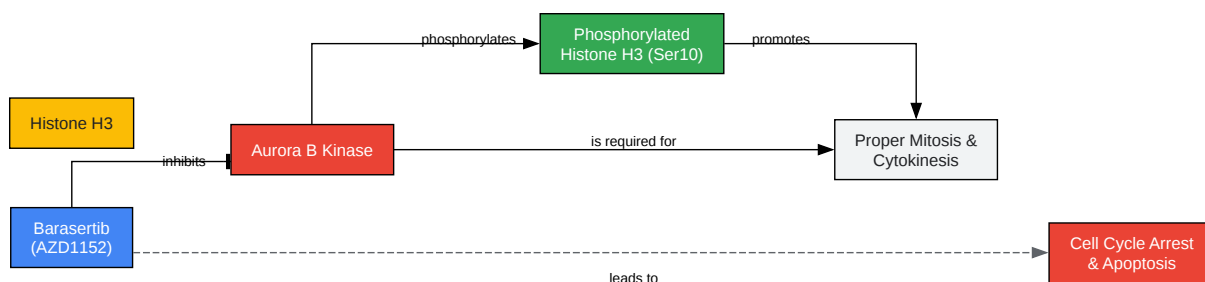 phosphorylates
Phosphorylated
Histone H3 (Ser10)
promotes
Histone H3
Aurora B Kinase
is required for
Proper Mitosis &
Cytokinesis
inhibits
Barasertib
(AZD1152)
Cell Cycle Arrest
& Apoptosis
leads to